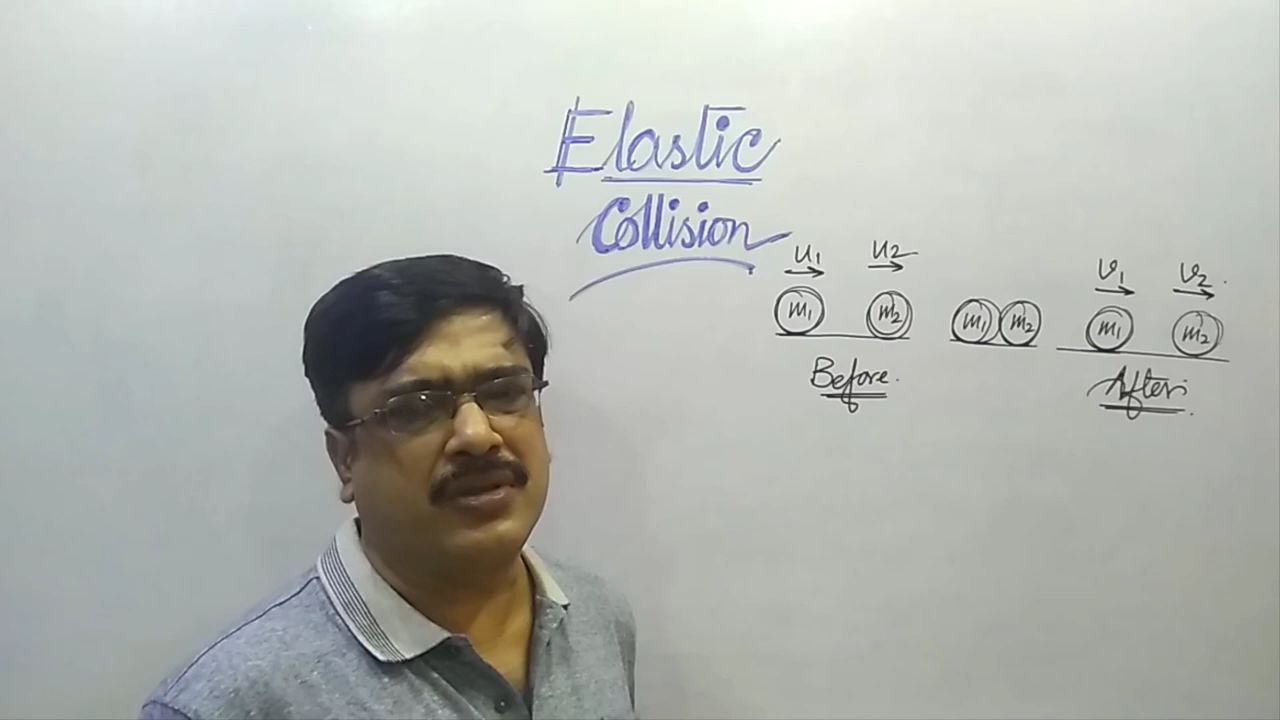 Elastic
Collision
u1 u2
m1 m2
Before.
m1 m2
v1 v2.
m1 m2
After.